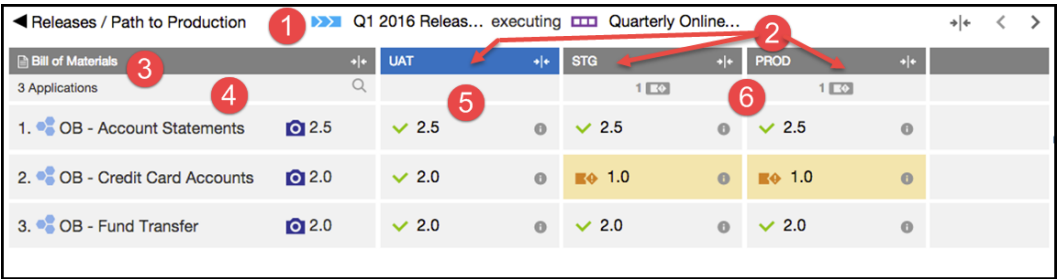 Releases / Path to Production 1 Q1 2016 Releas... executing Quarterly Online...
2
Bill of Materials 3 UAT STG PROD
3 Applications 4 5 1 6 1
1. OB - Account Statements 2.5 2.5 2.5 2.5
2. OB - Credit Card Accounts 2.0 2.0 1.0 1.0
3. OB - Fund Transfer 2.0 2.0 2.0 2.0